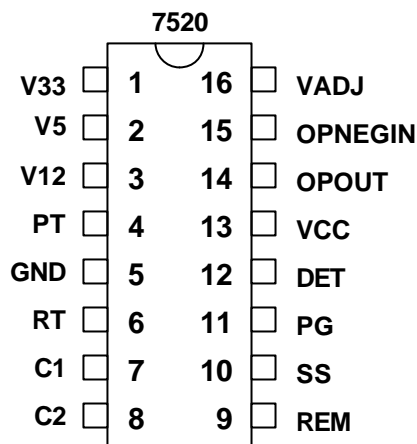 7520
V33 1 16 VADJ
V5 2 15 OPNEGIN
V12 3 14 OPOUT
PT 4 13 VCC
GND 5 12 DET
RT 6 11 PG
C1 7 10 SS
C2 8 9 REM